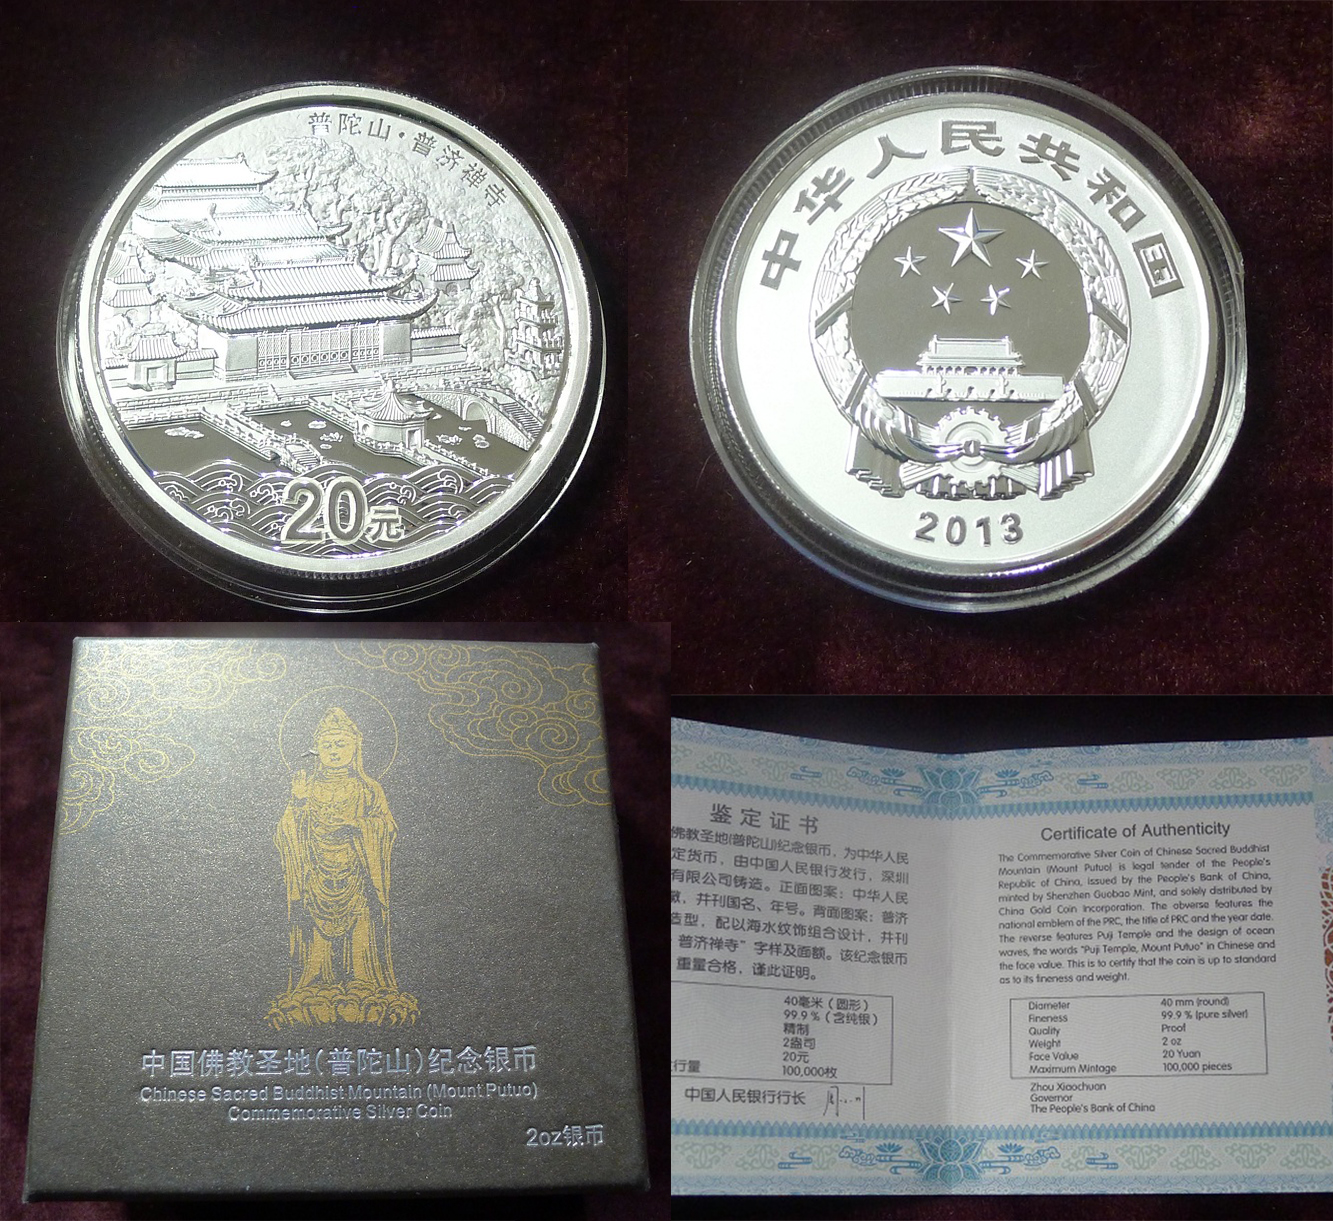 普陀山·普济禅寺
20元
中华人民共和国
2013
中国佛教圣地(普陀山)纪念银币
Chinese Sacred Buddhist Mountain (Mount Putuo)
Commemorative Silver Coin
2oz银币
鉴定证书
佛教圣地(普陀山)纪念银币，为中华人民
定货币，由中国人民银行发行，深圳
有限公司铸造。正面图案：中华人民
徽，并刊国名、年号。背面图案：普济
造型，配以海水纹饰组合设计，并刊
普济禅寺”字样及面额。该纪念银币
重量合格，谨此证明。
40毫米（圆形）
99.9％（含纯银）
精制
2盎司
20元
行量 100,000枚
中国人民银行行长
Certificate of Authenticity
The Commemorative Silver Coin of Chinese Sacred Buddhist
Mountain (Mount Putuo) is legal tender of the People's
Republic of China, issued by the People's Bank of China,
minted by Shenzhen Guobao Mint, and solely distributed by
China Gold Coin Incorporation. The obverse features the
national emblem of the PRC, the title of PRC and the year date.
The reverse features Puji Temple and the design of ocean
waves, the words "Puji Temple, Mount Putuo" in Chinese and
the face value. This is to certify that the coin is up to standard
as to its fineness and weight.
Diameter 40 mm (round)
Fineness 99.9 % (pure silver)
Quality Proof
Weight 2 oz
Face Value 20 Yuan
Maximum Mintage 100,000 pieces
Zhou Xiaochuan
Governor
The People's Bank of China